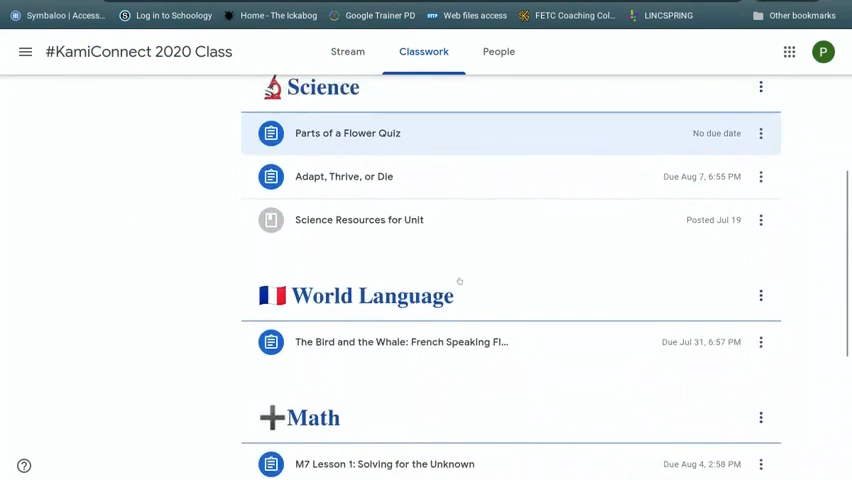 Symbaloo | Access... Log in to Schoology Home - The Ickabog Google Trainer PD Web files access FETC Coaching Col... LINCSPRING Other bookmarks
#KamiConnect 2020 Class Stream Classwork People P
Science
Parts of a Flower Quiz No due date
Adapt, Thrive, or Die Due Aug 7, 6:55 PM
Science Resources for Unit Posted Jul 19
World Language
The Bird and the Whale: French Speaking Fl... Due Jul 31, 6:57 PM
Math
M7 Lesson 1: Solving for the Unknown Due Aug 4, 2:58 PM